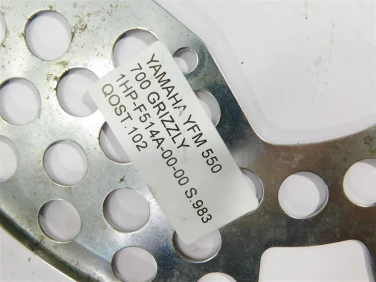 YAMAHA YFM 550
700 GRIZZLY
1HP-F514A-00-00 S.983
QOST.102